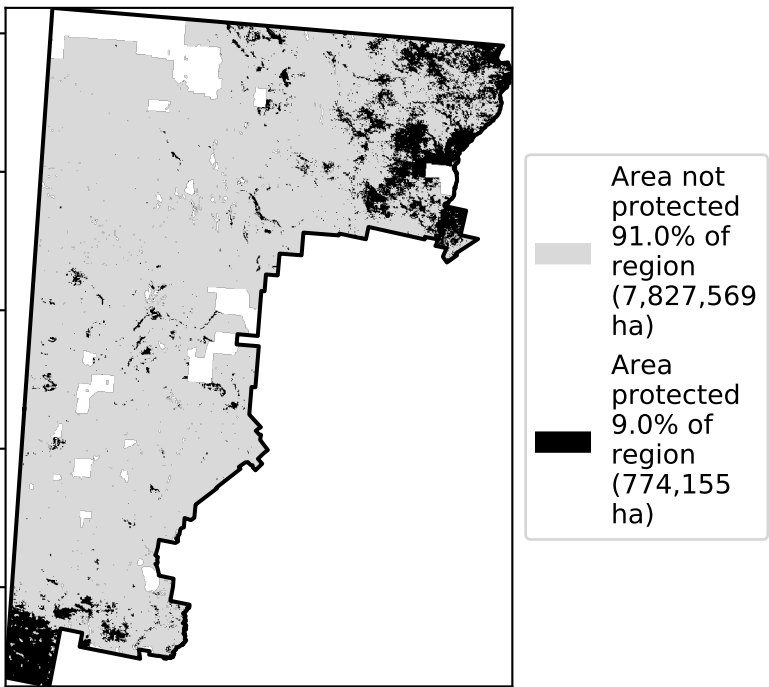 Area not
protected
91.0% of
region
(7,827,569
ha)
Area
protected
9.0% of
region
(774,155
ha)